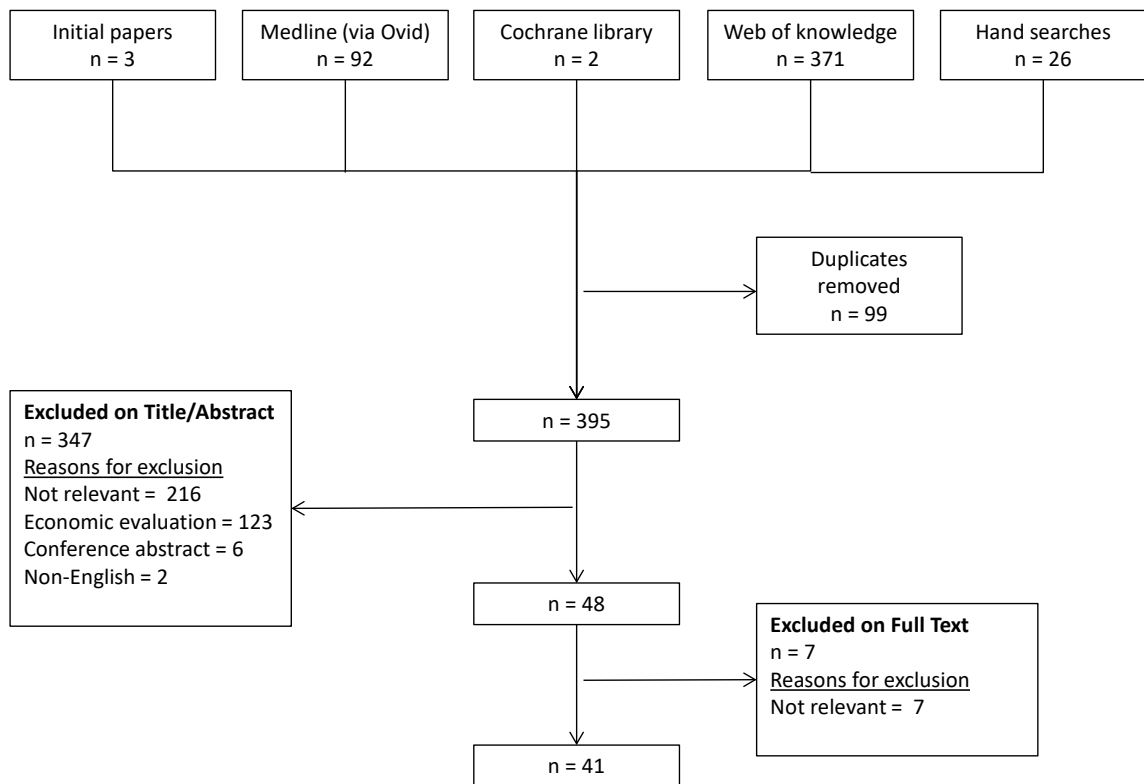 Initial papers
n = 3
Medline (via Ovid)
n = 92
Cochrane library
n = 2
Web of knowledge
n = 371
Hand searches
n = 26
Duplicates
removed
n = 99
n = 395
Excluded on Title/Abstract
n = 347
Reasons for exclusion
Not relevant = 216
Economic evaluation = 123
Conference abstract = 6
Non-English = 2
n = 48
Excluded on Full Text
n = 7
Reasons for exclusion
Not relevant = 7
n = 41